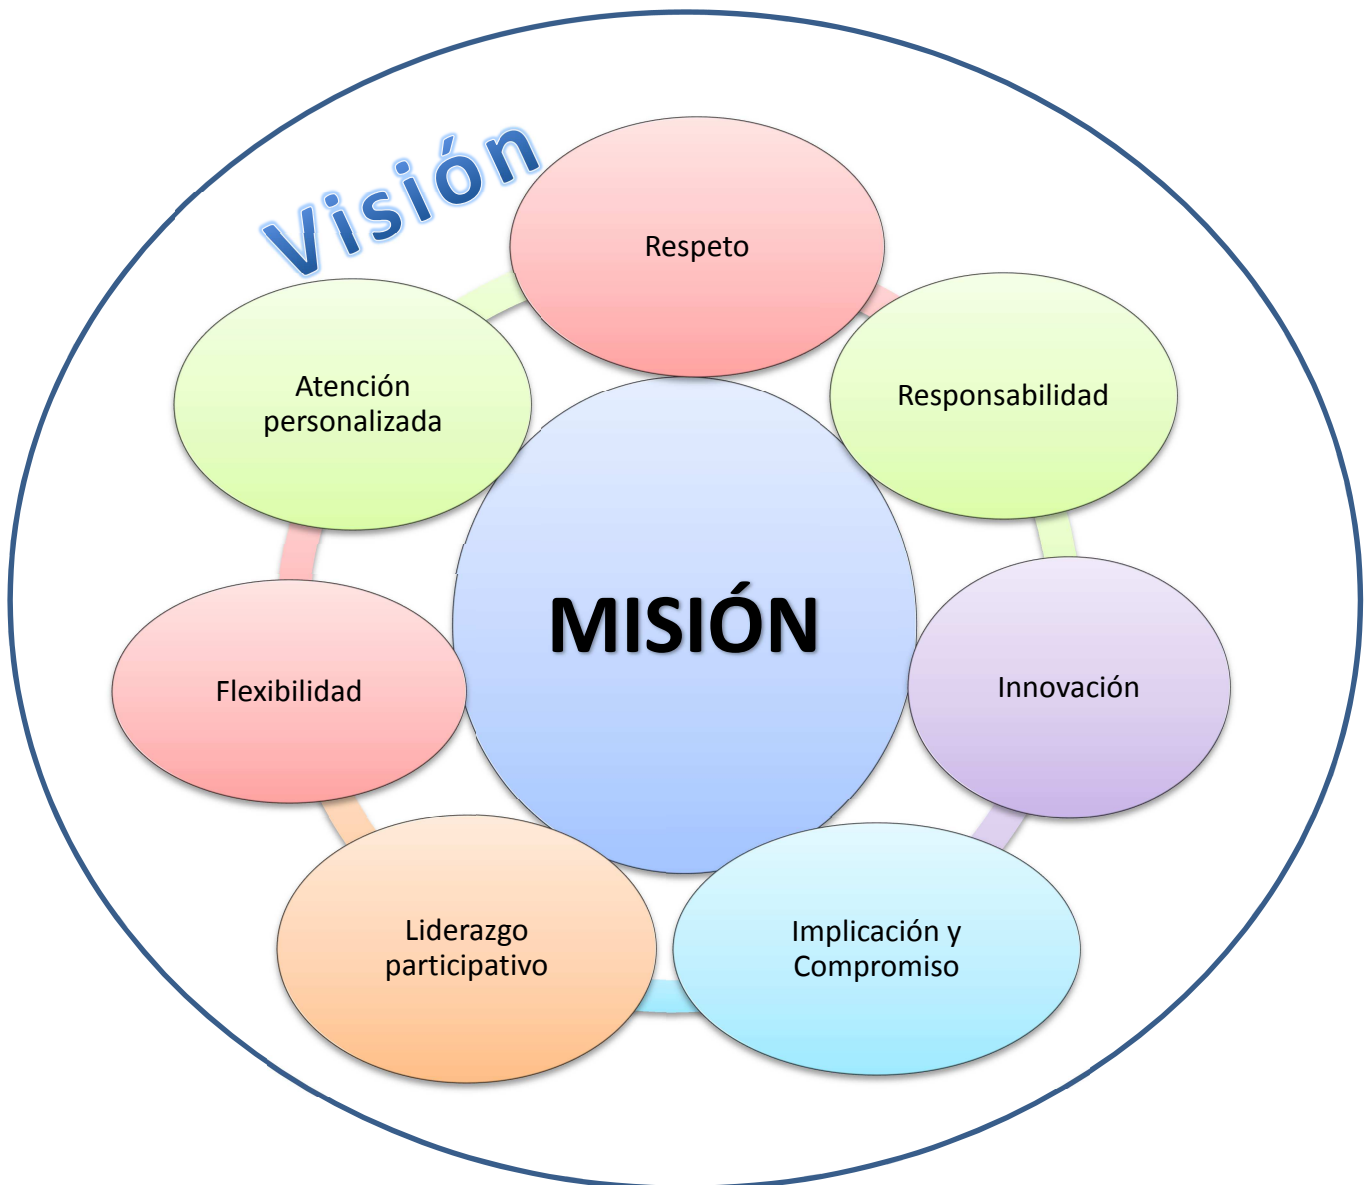 Visión
Respeto
Responsabilidad
Innovación
Implicación y
Compromiso
Liderazgo
participativo
Flexibilidad
Atención
personalizada
MISIÓN